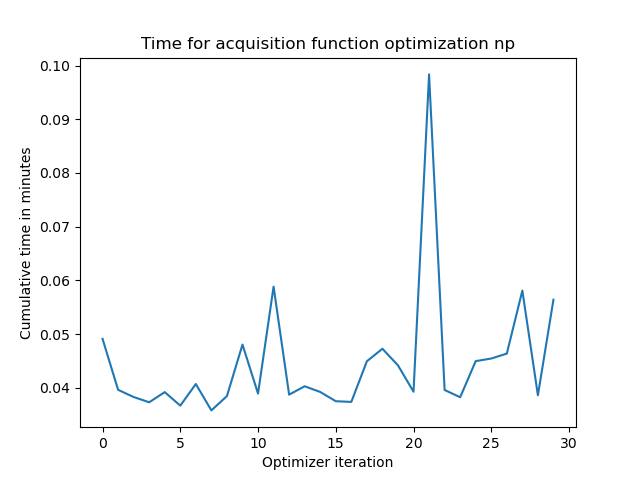 Time for acquisition function optimization np
0.10
0.09
0.08
0.07
0.06
0.05
0.04
Cumulative time in minutes
0 5 10 15 20 25 30
Optimizer iteration